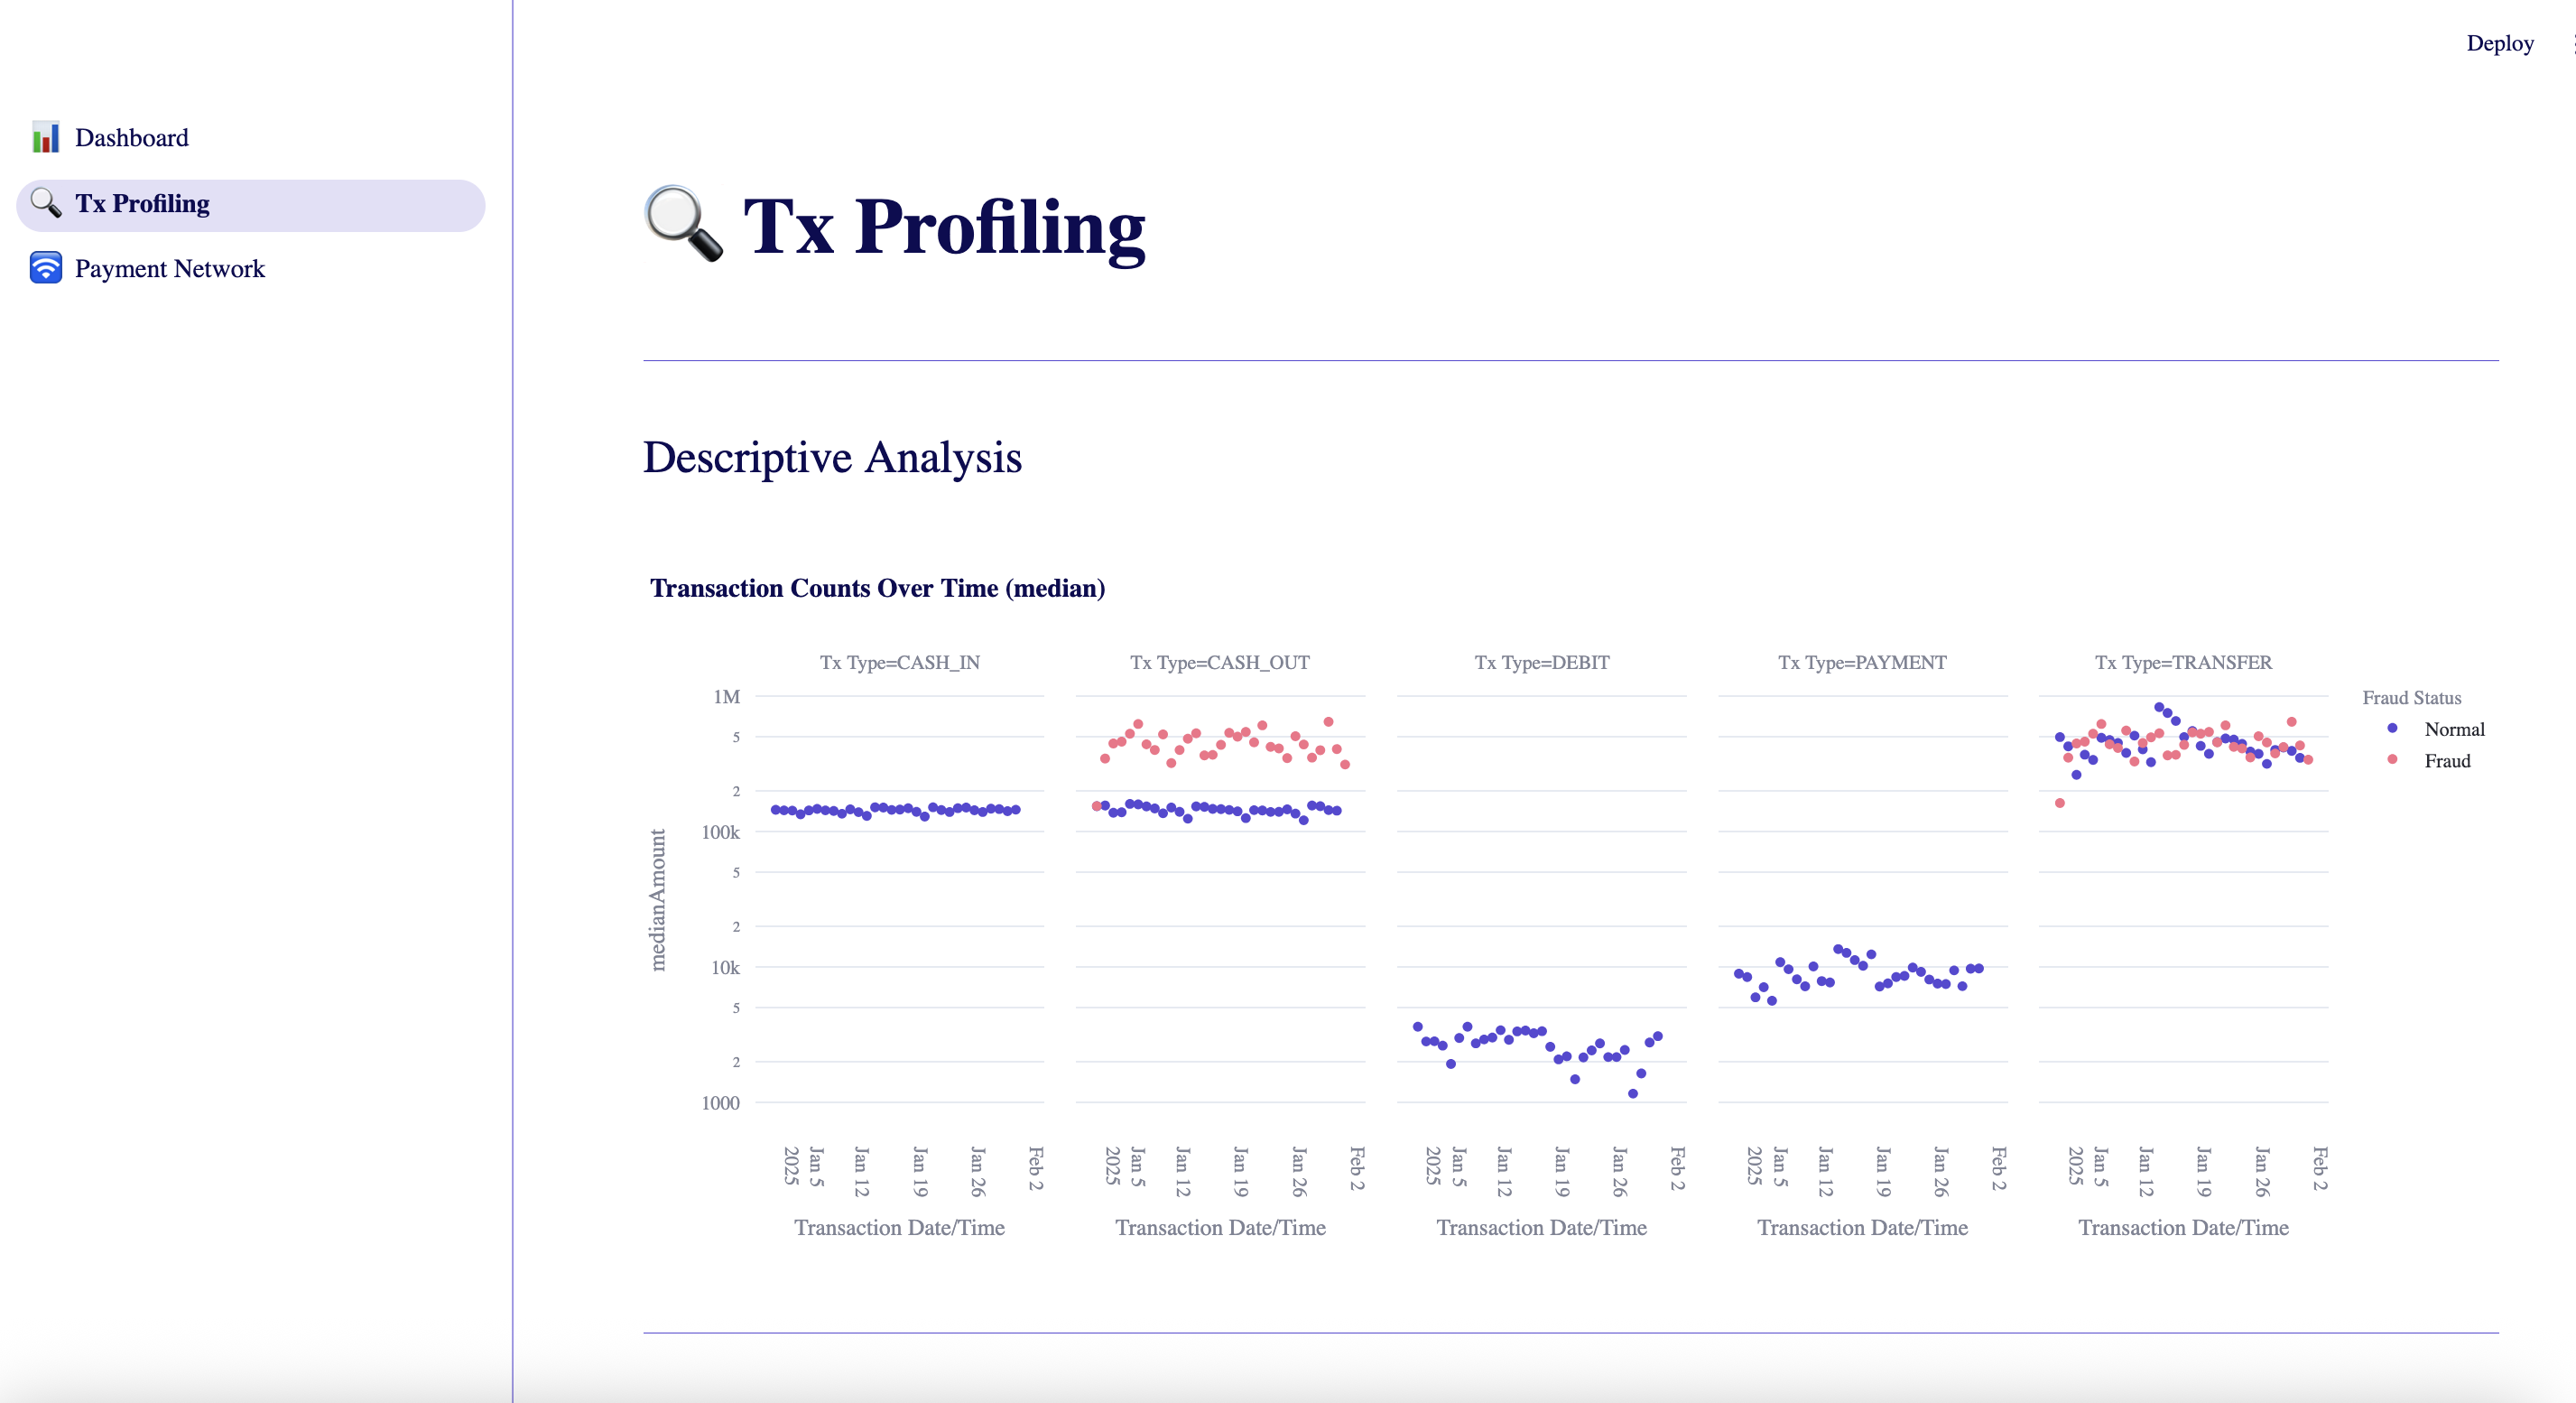 Deploy
Dashboard
Tx Profiling
Payment Network
Tx Profiling
Descriptive Analysis
Transaction Counts Over Time (median)
Tx Type=CASH_IN
Tx Type=CASH_OUT
Tx Type=DEBIT
Tx Type=PAYMENT
Tx Type=TRANSFER
Fraud Status
Normal
Fraud
medianAmount
1M
5
2
100k
5
2
10k
5
2
1000
2025
Jan 5
Jan 12
Jan 19
Jan 26
Feb 2
2025
Jan 5
Jan 12
Jan 19
Jan 26
Feb 2
2025
Jan 5
Jan 12
Jan 19
Jan 26
Feb 2
2025
Jan 5
Jan 12
Jan 19
Jan 26
Feb 2
2025
Jan 5
Jan 12
Jan 19
Jan 26
Feb 2
Transaction Date/Time
Transaction Date/Time
Transaction Date/Time
Transaction Date/Time
Transaction Date/Time